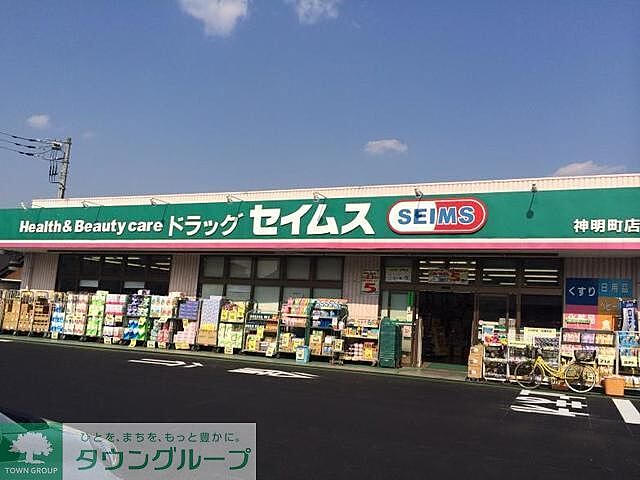 Health & Beauty care ドラッグ セイムス SEIMS 神明町店
くすり 日用品
5
TOWN GROUP
ひとを、まちを、もっと豊かに。
タウングループ